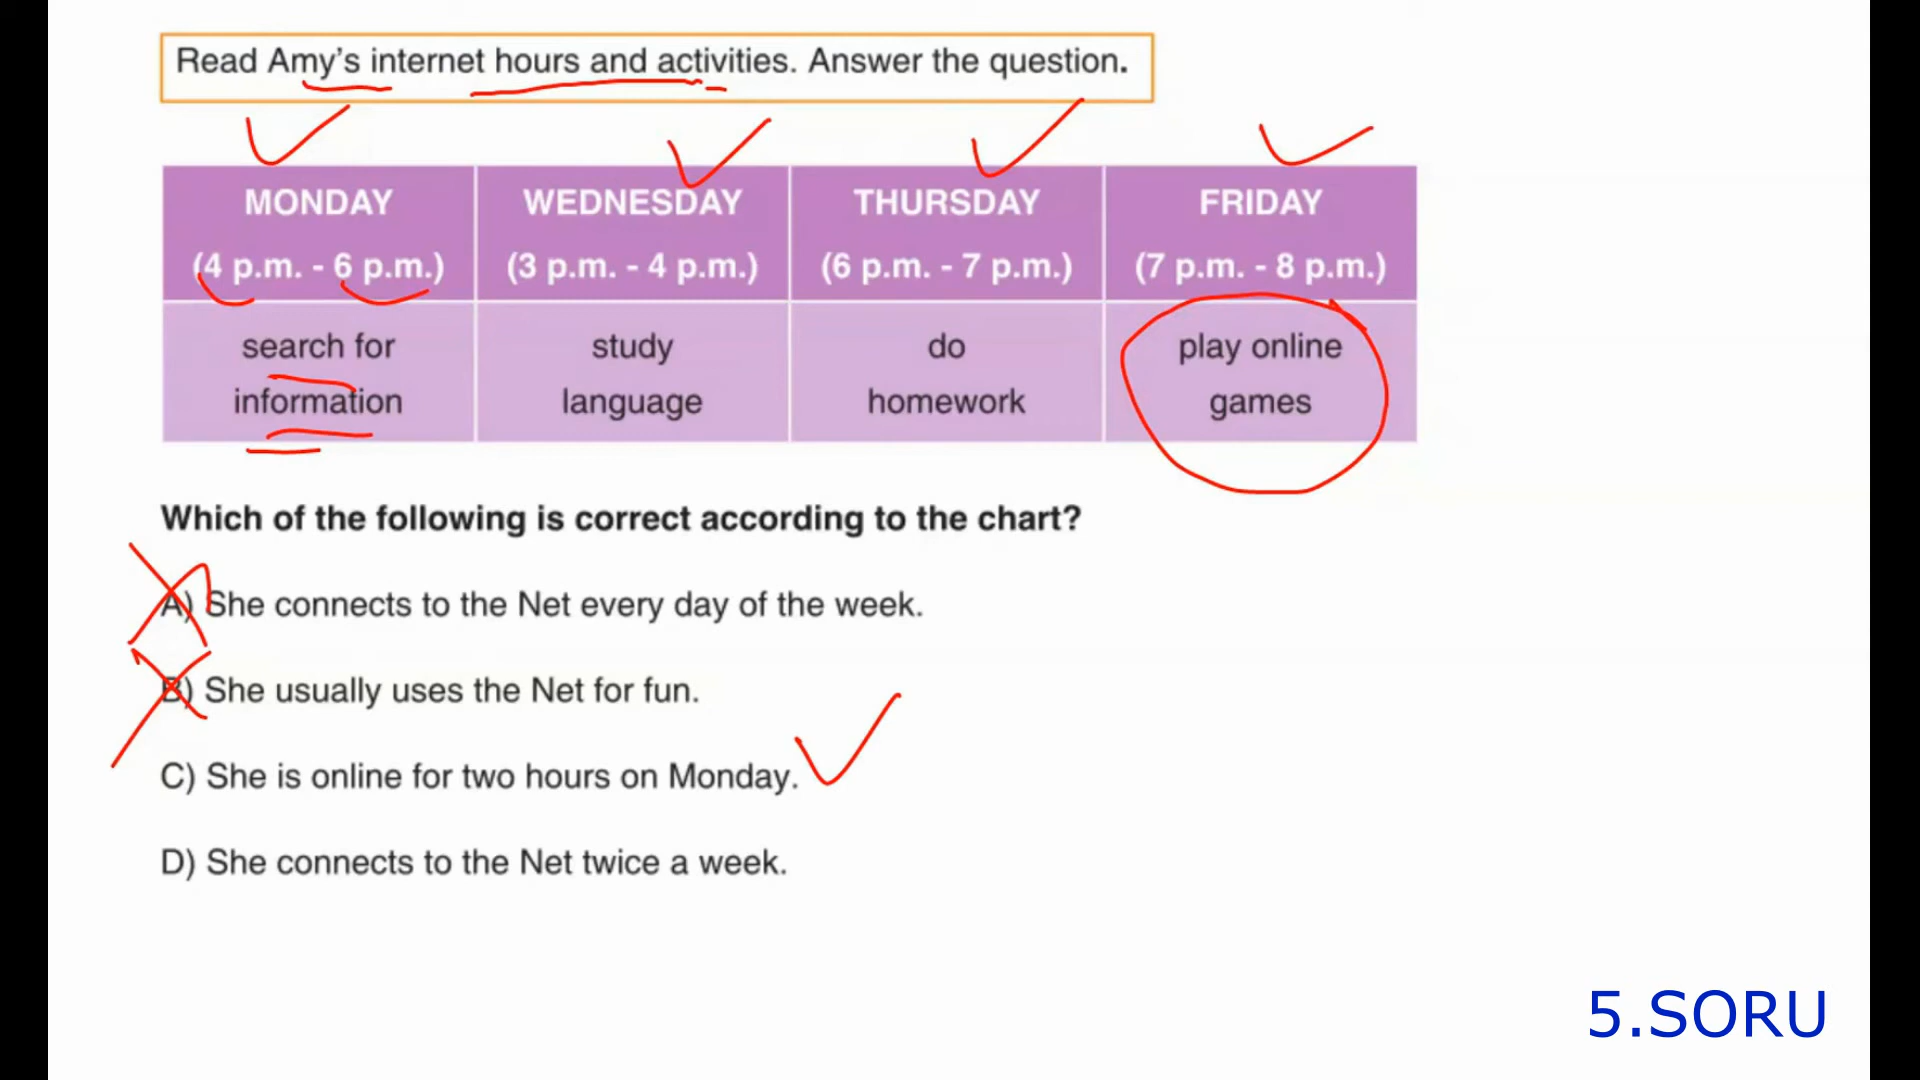 Read Amy's internet hours and activities. Answer the question.
MONDAY WEDNESDAY THURSDAY FRIDAY
(4 p.m. - 6 p.m.) (3 p.m. - 4 p.m.) (6 p.m. - 7 p.m.) (7 p.m. - 8 p.m.)
search for study do play online
information language homework games
Which of the following is correct according to the chart?
A) She connects to the Net every day of the week.
B) She usually uses the Net for fun.
C) She is online for two hours on Monday.
D) She connects to the Net twice a week.
5.SORU